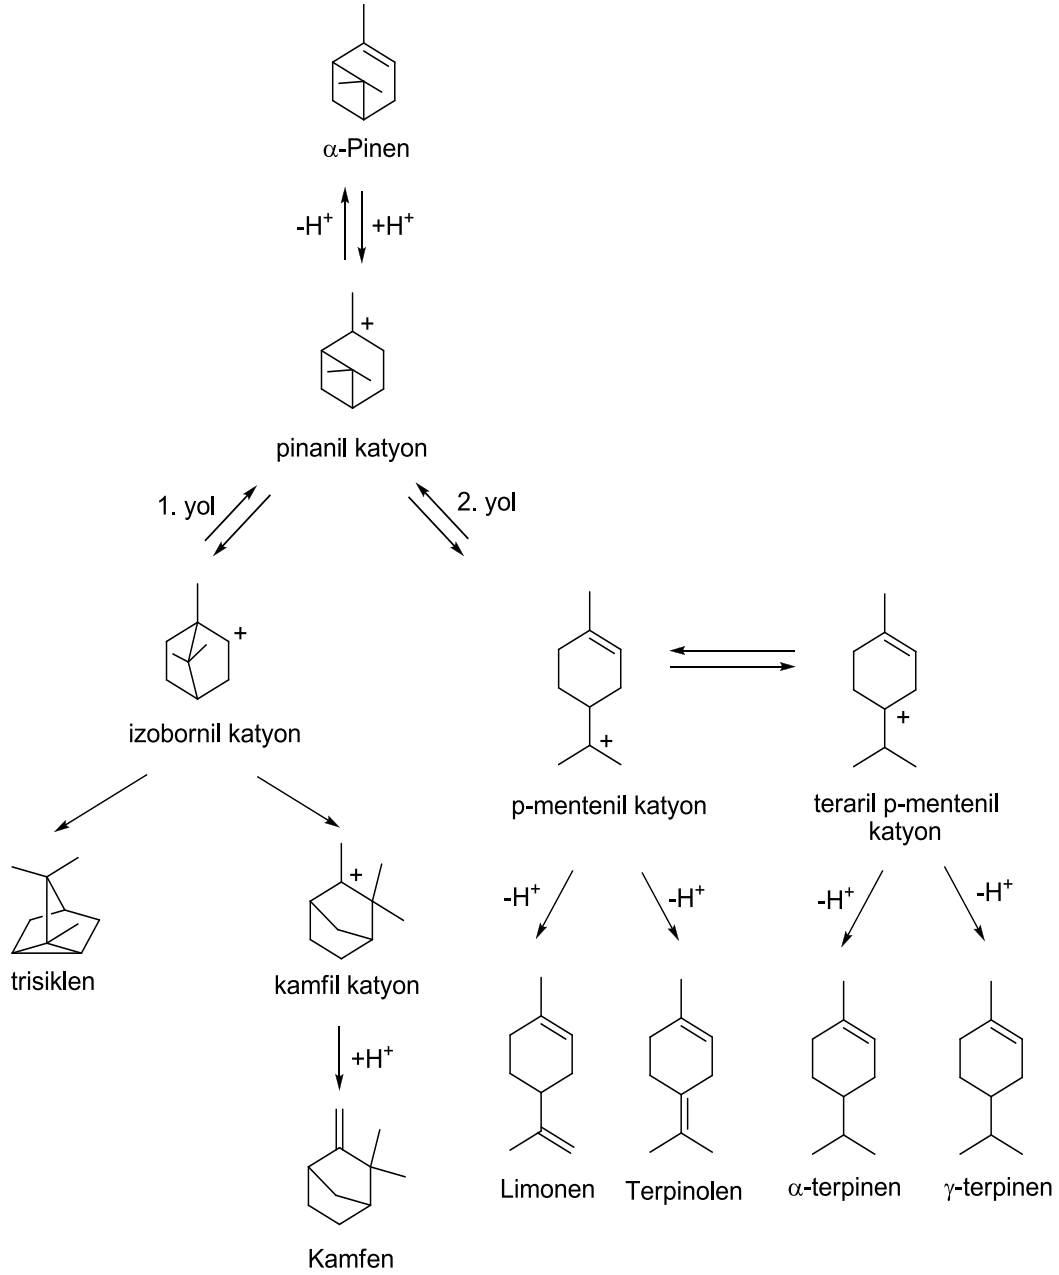 α-Pinen
-H⁺
+H⁺
+
pinanil katyon
1. yol
2. yol
+
izobornil katyon
+
p-mentenil katyon
+
teraril p-mentenil
katyon
trisiklen
+
kamfil katyon
-H⁺
-H⁺
-H⁺
-H⁺
+H⁺
Kamfen
Limonen
Terpinolen
α-terpinen
γ-terpinen